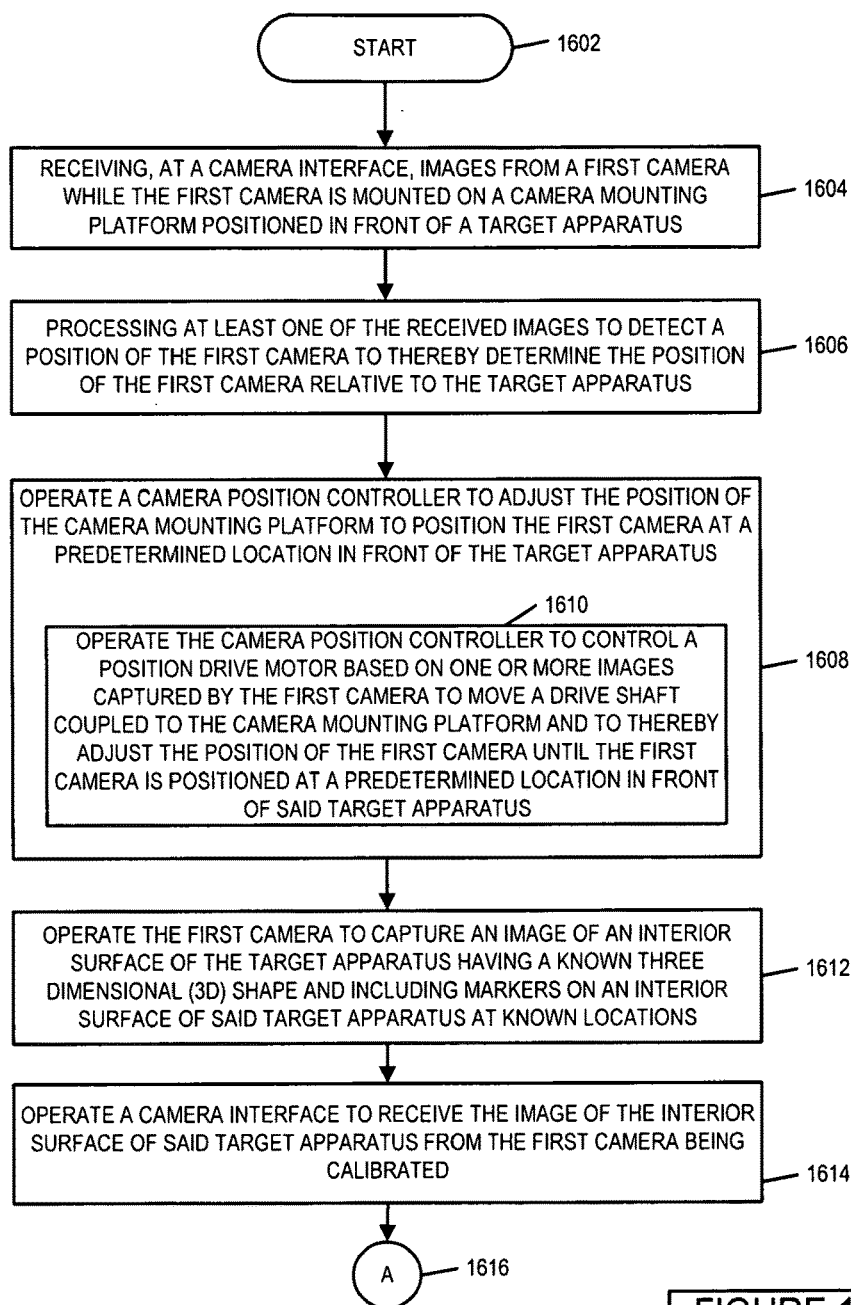 START
1602
RECEIVING, AT A CAMERA INTERFACE, IMAGES FROM A FIRST CAMERA
WHILE THE FIRST CAMERA IS MOUNTED ON A CAMERA MOUNTING
PLATFORM POSITIONED IN FRONT OF A TARGET APPARATUS
1604
PROCESSING AT LEAST ONE OF THE RECEIVED IMAGES TO DETECT A
POSITION OF THE FIRST CAMERA TO THEREBY DETERMINE THE POSITION
OF THE FIRST CAMERA RELATIVE TO THE TARGET APPARATUS
1606
OPERATE A CAMERA POSITION CONTROLLER TO ADJUST THE POSITION OF
THE CAMERA MOUNTING PLATFORM TO POSITION THE FIRST CAMERA AT A
PREDETERMINED LOCATION IN FRONT OF THE TARGET APPARATUS
1610
OPERATE THE CAMERA POSITION CONTROLLER TO CONTROL A
POSITION DRIVE MOTOR BASED ON ONE OR MORE IMAGES
CAPTURED BY THE FIRST CAMERA TO MOVE A DRIVE SHAFT
COUPLED TO THE CAMERA MOUNTING PLATFORM AND TO THEREBY
ADJUST THE POSITION OF THE FIRST CAMERA UNTIL THE FIRST
CAMERA IS POSITIONED AT A PREDETERMINED LOCATION IN FRONT
OF SAID TARGET APPARATUS
1608
OPERATE THE FIRST CAMERA TO CAPTURE AN IMAGE OF AN INTERIOR
SURFACE OF THE TARGET APPARATUS HAVING A KNOWN THREE
DIMENSIONAL (3D) SHAPE AND INCLUDING MARKERS ON AN INTERIOR
SURFACE OF SAID TARGET APPARATUS AT KNOWN LOCATIONS
1612
OPERATE A CAMERA INTERFACE TO RECEIVE THE IMAGE OF THE INTERIOR
SURFACE OF SAID TARGET APPARATUS FROM THE FIRST CAMERA BEING
CALIBRATED
1614
A
1616
FIGURE